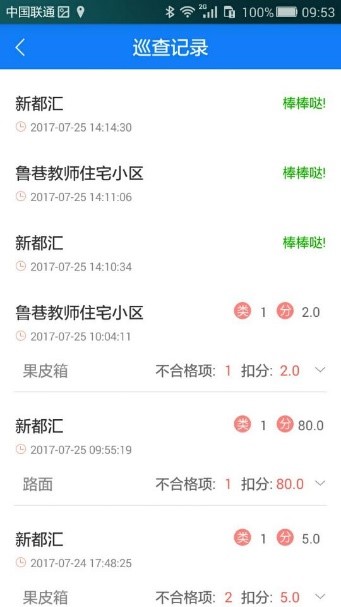 中国联通 2G 100% 09:53
巡查记录
新都汇 棒棒哒!
2017-07-25 14:14:30
鲁巷教师住宅小区 棒棒哒!
2017-07-25 14:11:06
新都汇 棒棒哒!
2017-07-25 14:10:34
鲁巷教师住宅小区 类 1 分 2.0
2017-07-25 10:04:11
果皮箱 不合格项: 1 扣分: 2.0
新都汇 类 1 分 80.0
2017-07-25 09:55:19
路面 不合格项: 1 扣分: 80.0
新都汇 类 1 分 5.0
2017-07-24 17:48:25
果皮箱 不合格项: 2 扣分: 5.0